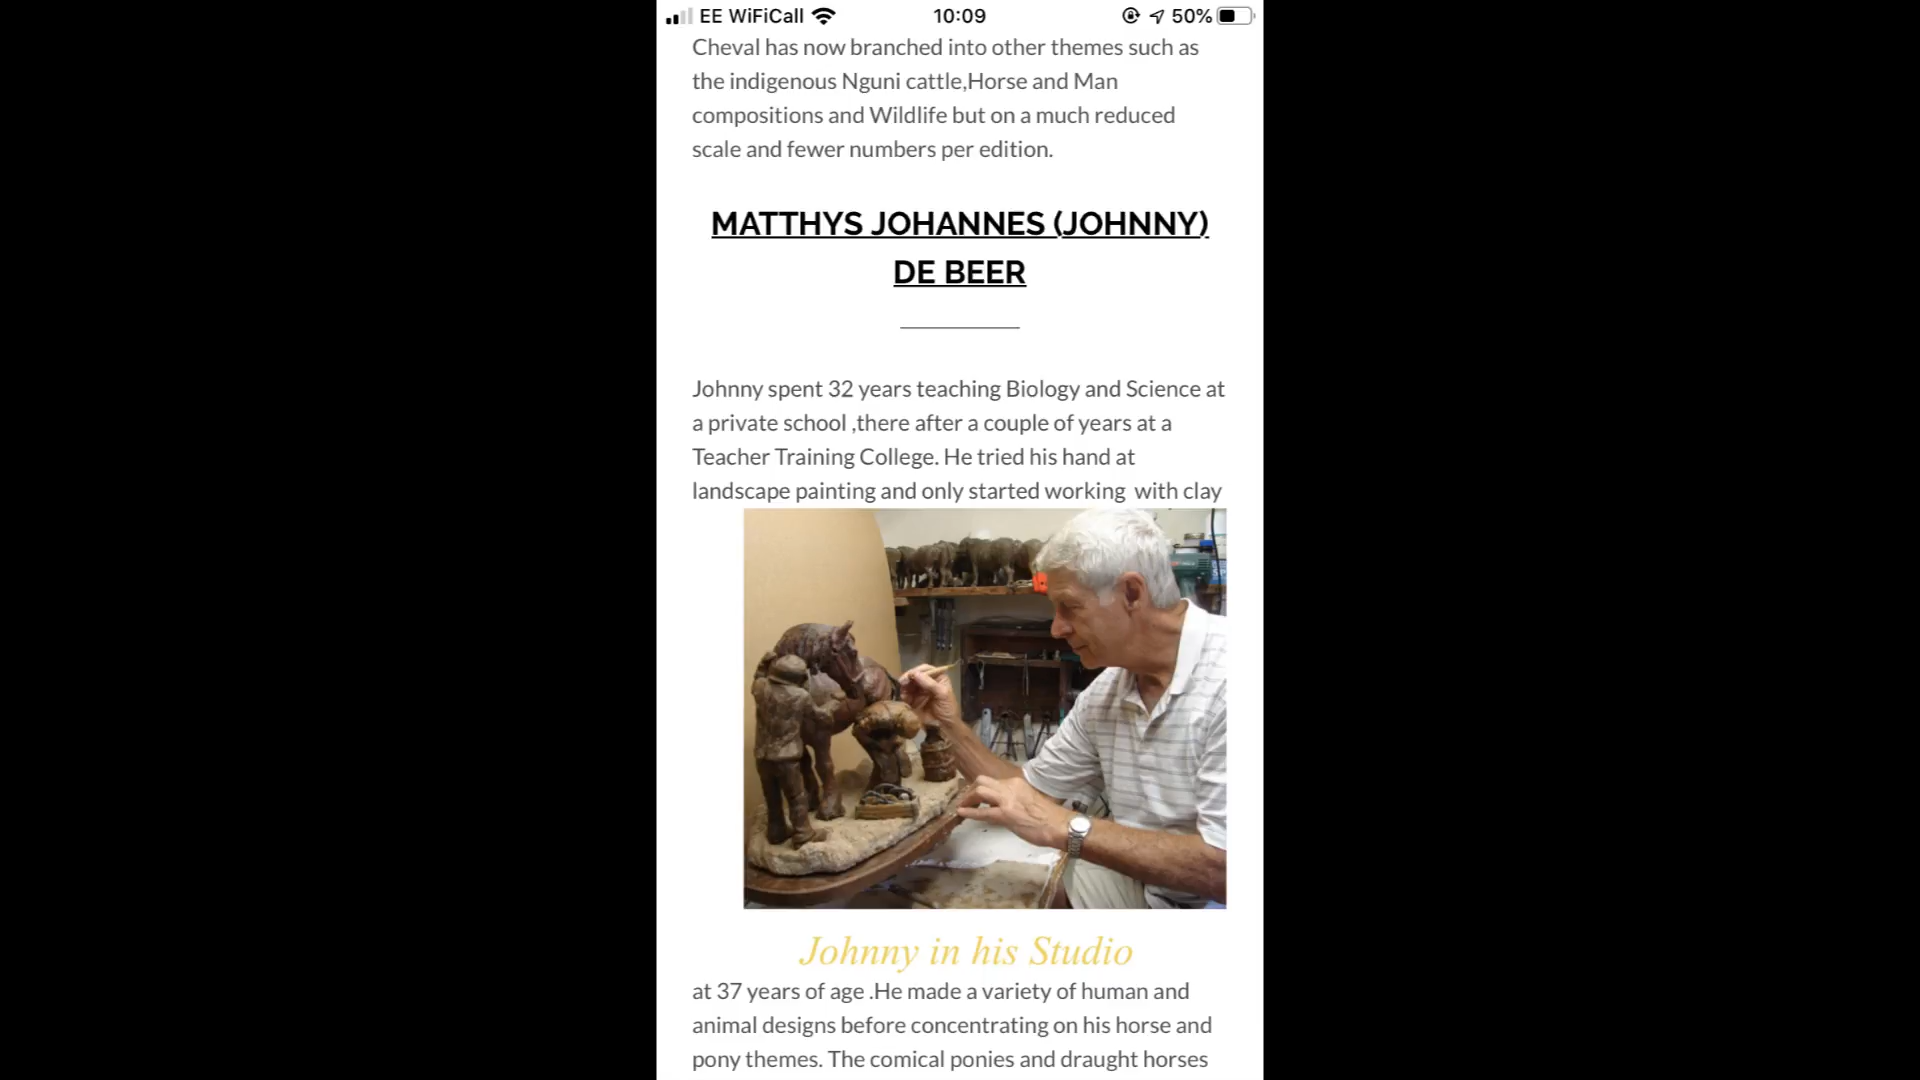 EE WiFiCall 10:09 50%
Cheval has now branched into other themes such as
the indigenous Nguni cattle,Horse and Man
compositions and Wildlife but on a much reduced
scale and fewer numbers per edition.
MATTHYS JOHANNES (JOHNNY)
DE BEER
Johnny spent 32 years teaching Biology and Science at
a private school ,there after a couple of years at a
Teacher Training College. He tried his hand at
landscape painting and only started working  with clay
Johnny in his Studio
at 37 years of age .He made a variety of human and
animal designs before concentrating on his horse and
pony themes. The comical ponies and draught horses